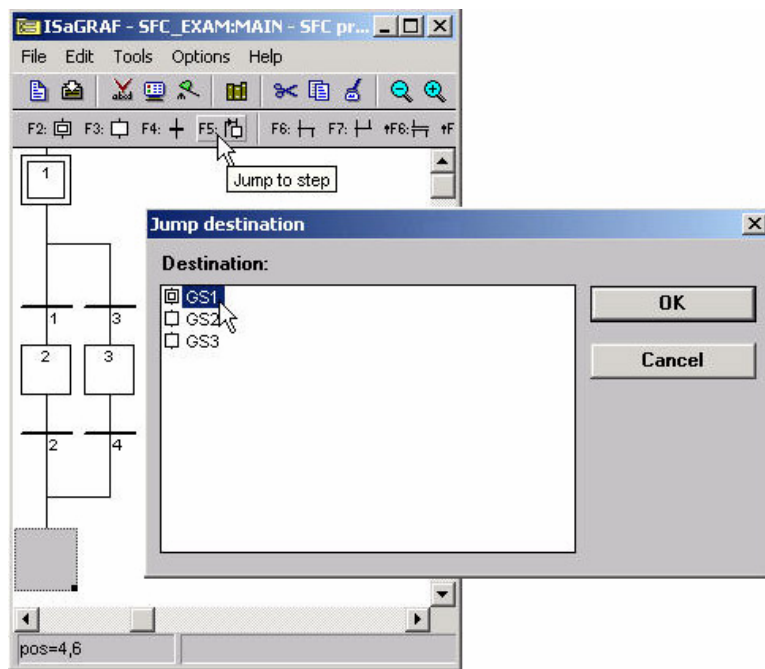 ISaGRAF - SFC_EXAM:MAIN - SFC pr...
File Edit Tools Options Help
F2: F3: F4: F5: F6: F7: ↑F6: ↑F
Jump to step
1
Jump destination
Destination:
GS1
GS2
GS3
OK
Cancel
1 3
2 3
2 4
pos=4,6